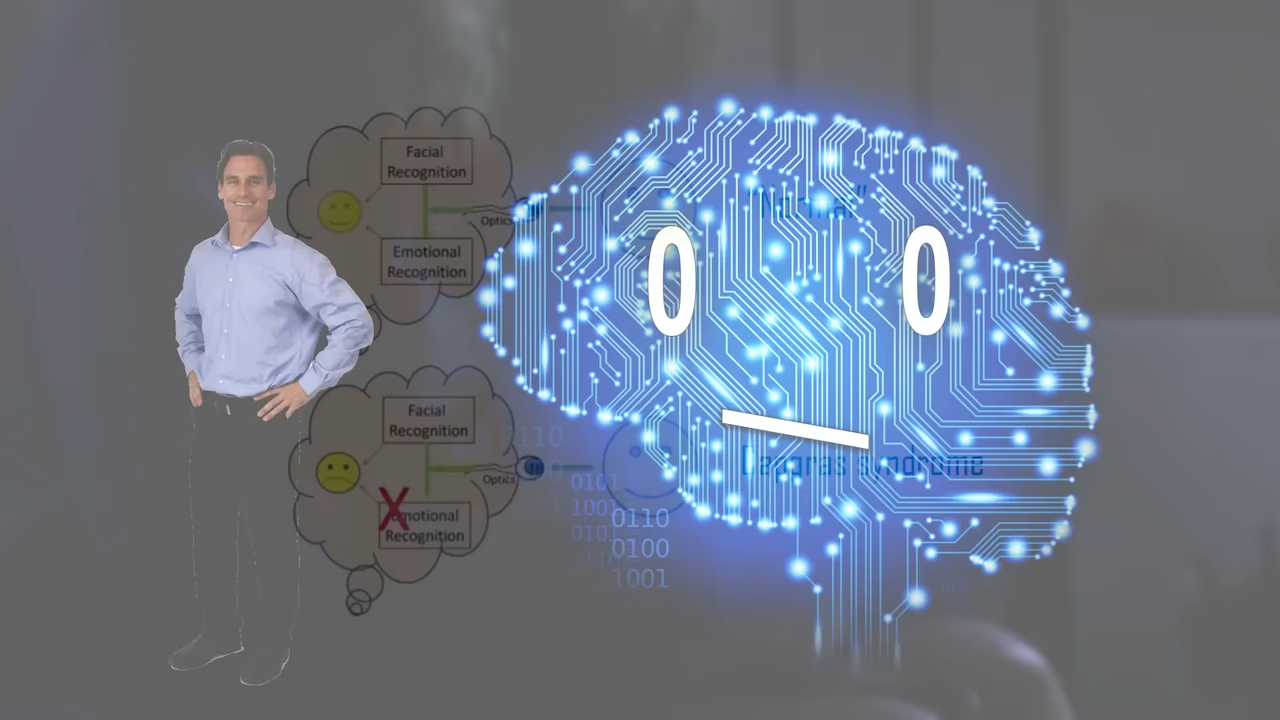 Facial
Recognition
Optics
Emotional
Recognition
"Normal"
0 0
Facial
Recognition
Optics
Emotional
Recognition
Capgras syndrome
0110
0101
1001
0110
0100
1001